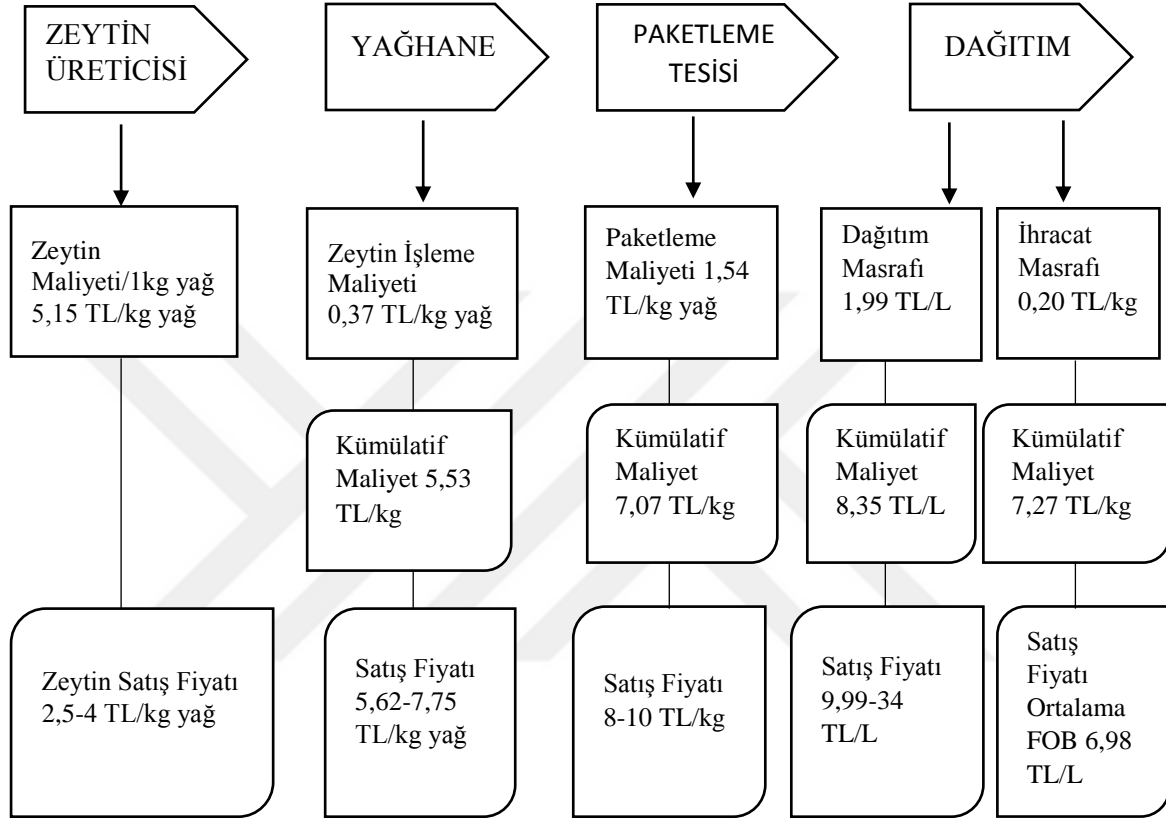 ZEYTİN
ÜRETİCİSİ
YAĞHANE
PAKETLEME
TESİSİ
DAĞITIM
Zeytin
Maliyeti/1kg yağ
5,15 TL/kg yağ
Zeytin İşleme
Maliyeti
0,37 TL/kg yağ
Paketleme
Maliyeti 1,54
TL/kg yağ
Dağıtım
Masrafı
1,99 TL/L
İhracat
Masrafı
0,20 TL/kg
Kümülatif
Maliyet 5,53
TL/kg
Kümülatif
Maliyet
7,07 TL/kg
Kümülatif
Maliyet
8,35 TL/L
Kümülatif
Maliyet
7,27 TL/kg
Zeytin Satış Fiyatı
2,5-4 TL/kg yağ
Satış Fiyatı
5,62-7,75
TL/kg yağ
Satış Fiyatı
8-10 TL/kg
Satış Fiyatı
9,99-34
TL/L
Satış
Fiyatı
Ortalama
FOB 6,98
TL/L